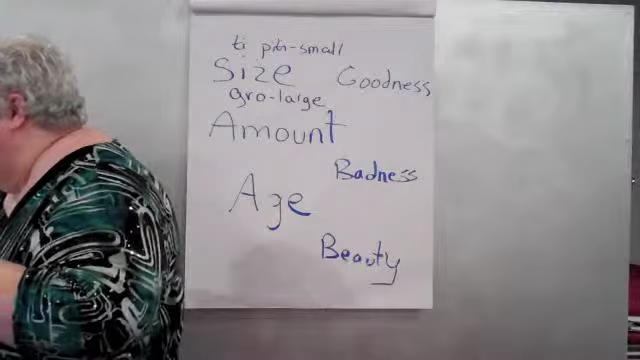 ti piti-small
Size Goodness
gro-large
Amount
Badness
Age
Beauty